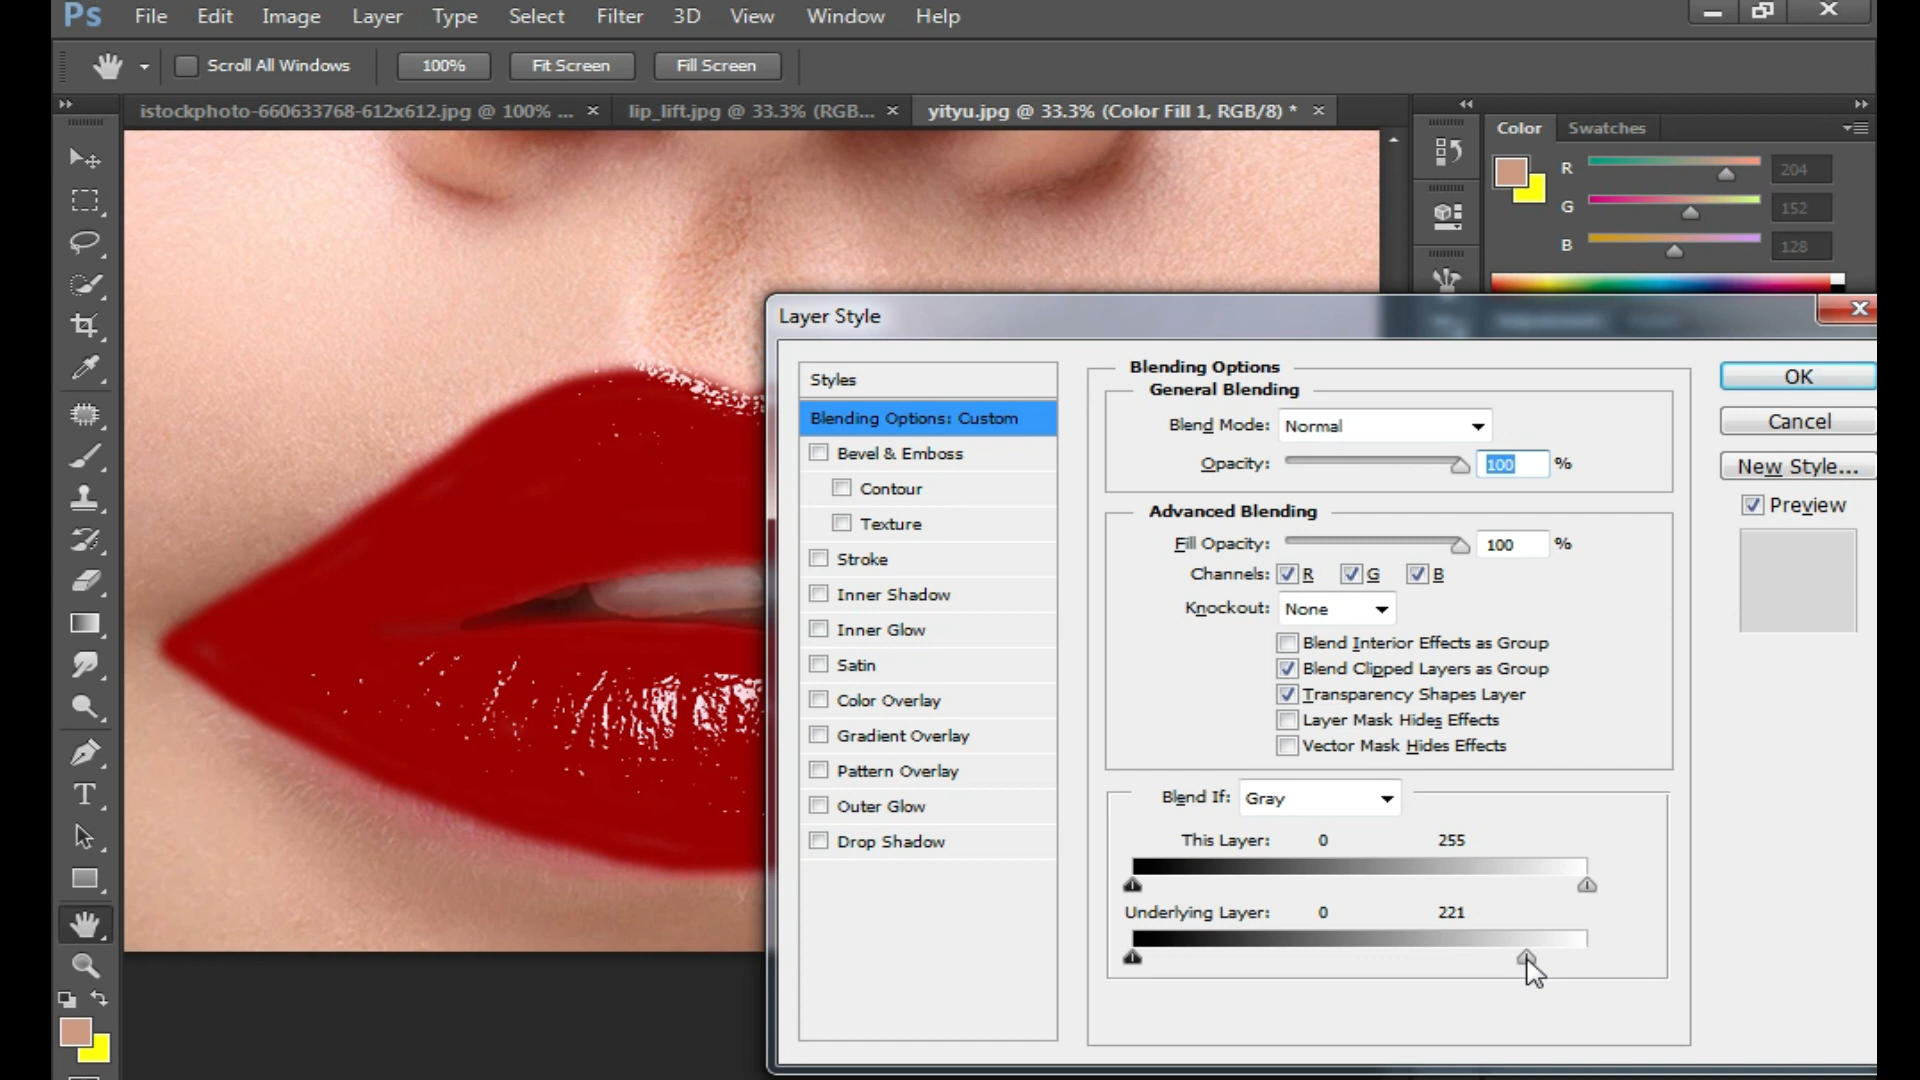 Ps File Edit Image Layer Type Select Filter 3D View Window Help
Scroll All Windows 100% Fit Screen Fill Screen
istockphoto-660633768-612x612.jpg @ 100% ... × lip_lift.jpg @ 33.3% (RGB... × yityu.jpg @ 33.3% (Color Fill 1, RGB/8) * ×
Color Swatches
R 204
G 152
B 128
Layer Style
Styles
Blending Options: Custom
Bevel & Emboss
Contour
Texture
Stroke
Inner Shadow
Inner Glow
Satin
Color Overlay
Gradient Overlay
Pattern Overlay
Outer Glow
Drop Shadow
Blending Options
General Blending
Blend Mode: Normal
Opacity: 100 %
Advanced Blending
Fill Opacity: 100 %
Channels: R G B
Knockout: None
Blend Interior Effects as Group
Blend Clipped Layers as Group
Transparency Shapes Layer
Layer Mask Hides Effects
Vector Mask Hides Effects
Blend If: Gray
This Layer: 0 255
Underlying Layer: 0 221
OK
Cancel
New Style...
Preview